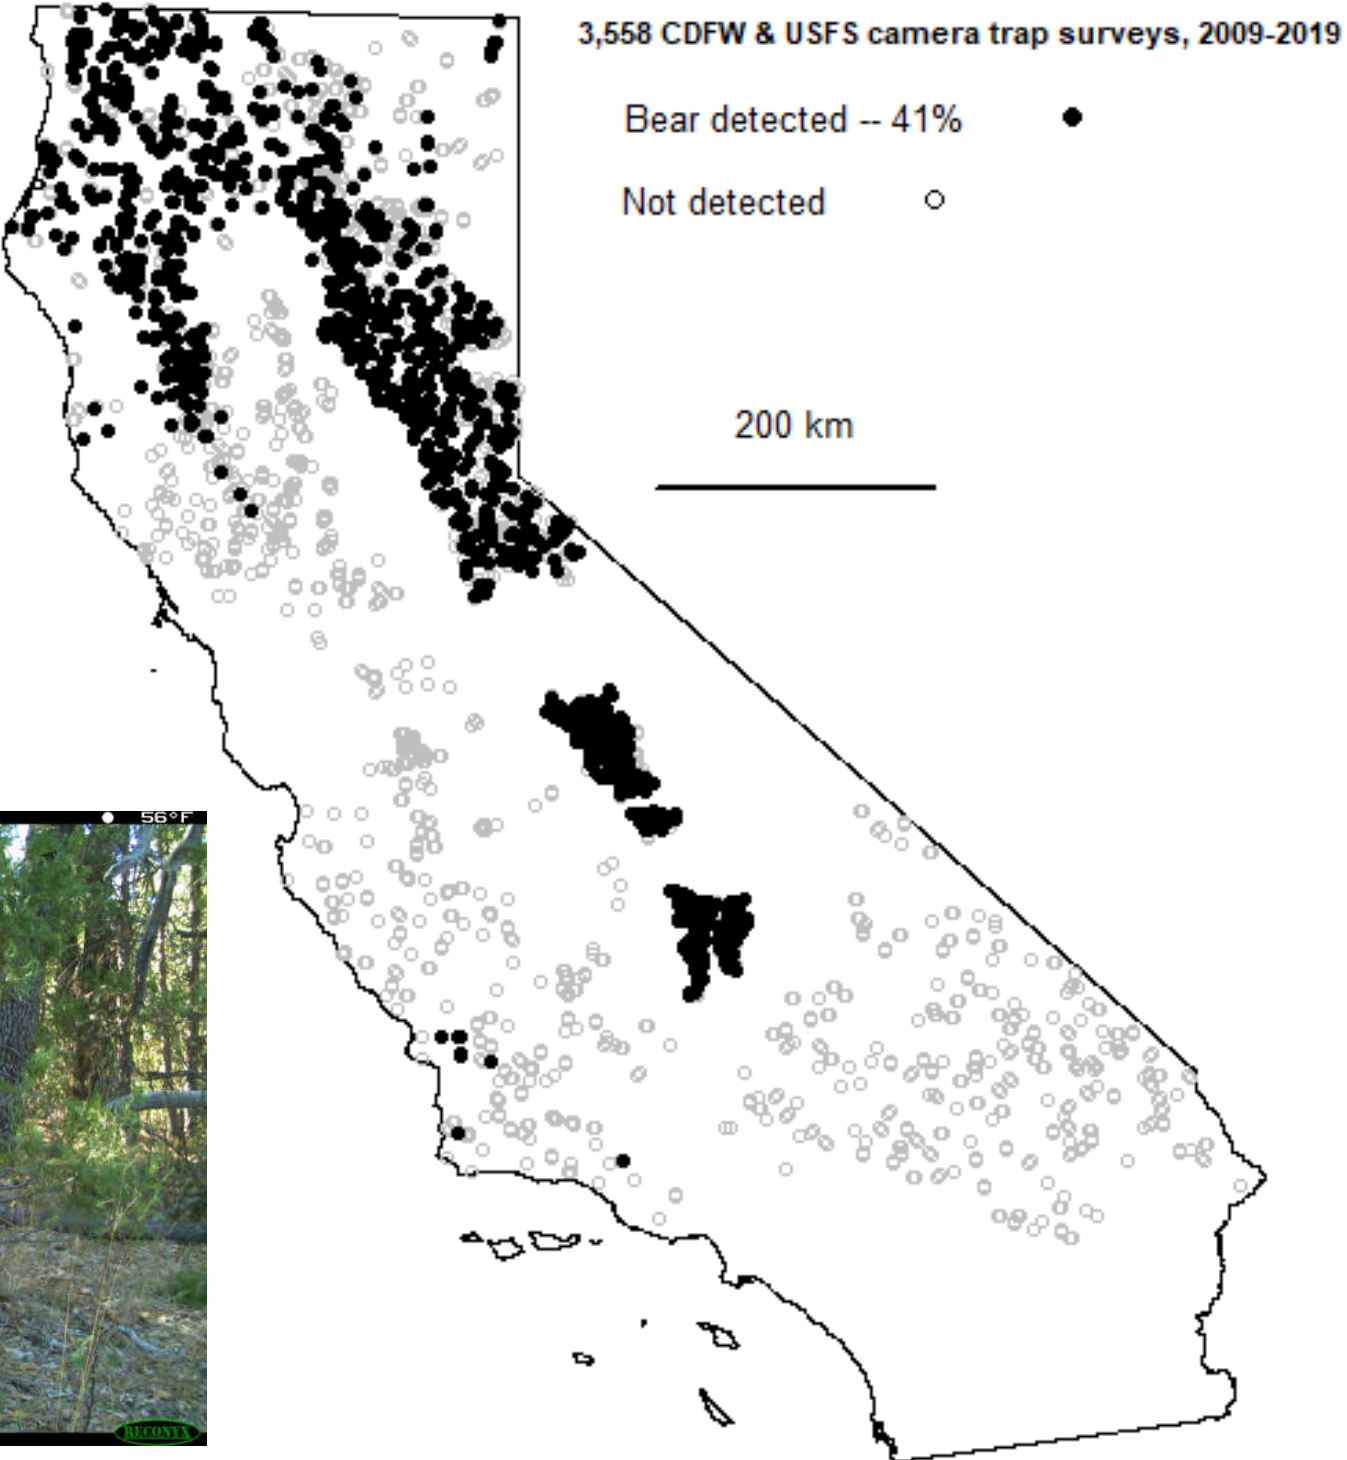 3,558 CDFW & USFS camera trap surveys, 2009-2019
Bear detected -- 41%
Not detected
200 km
56°F
RECONYX